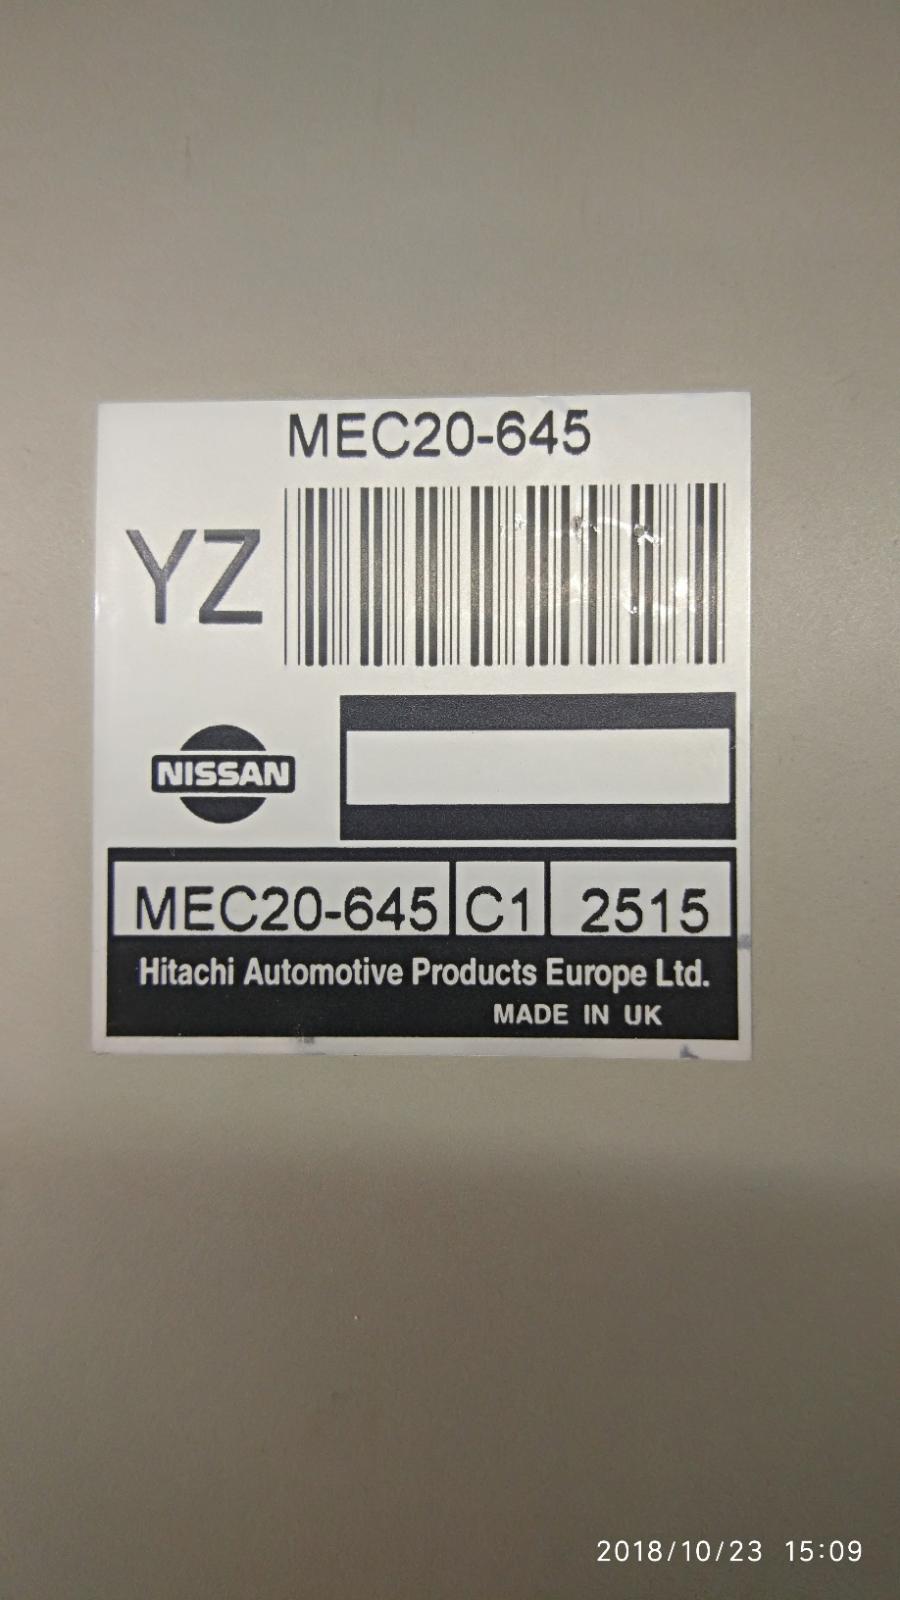 MEC20-645
YZ
NISSAN
MEC20-645 C1 2515
Hitachi Automotive Products Europe Ltd.
MADE IN UK
2018/10/23 15:09